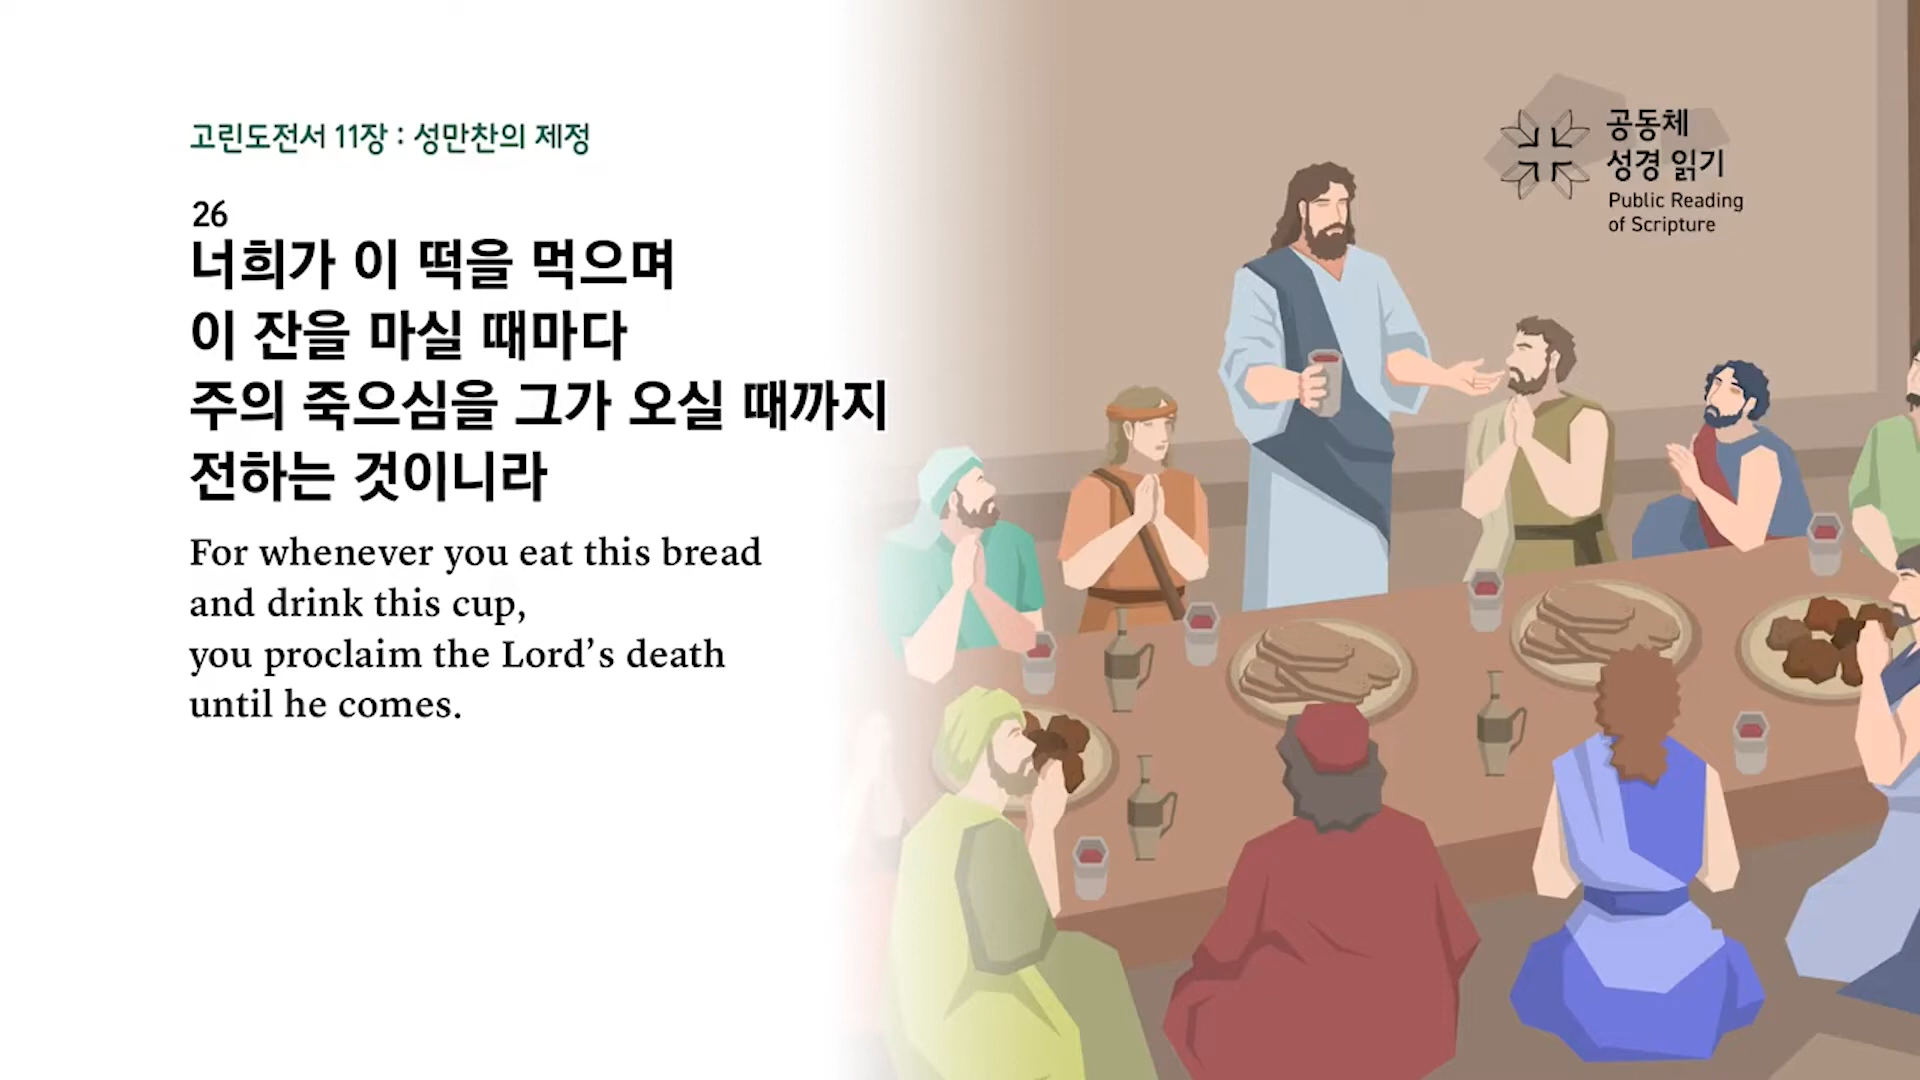 고린도전서 11장 : 성만찬의 제정
26
너희가 이 떡을 먹으며
이 잔을 마실 때마다
주의 죽으심을 그가 오실 때까지
전하는 것이니라
For whenever you eat this bread
and drink this cup,
you proclaim the Lord’s death
until he comes.
공동체
성경 읽기
Public Reading
of Scripture